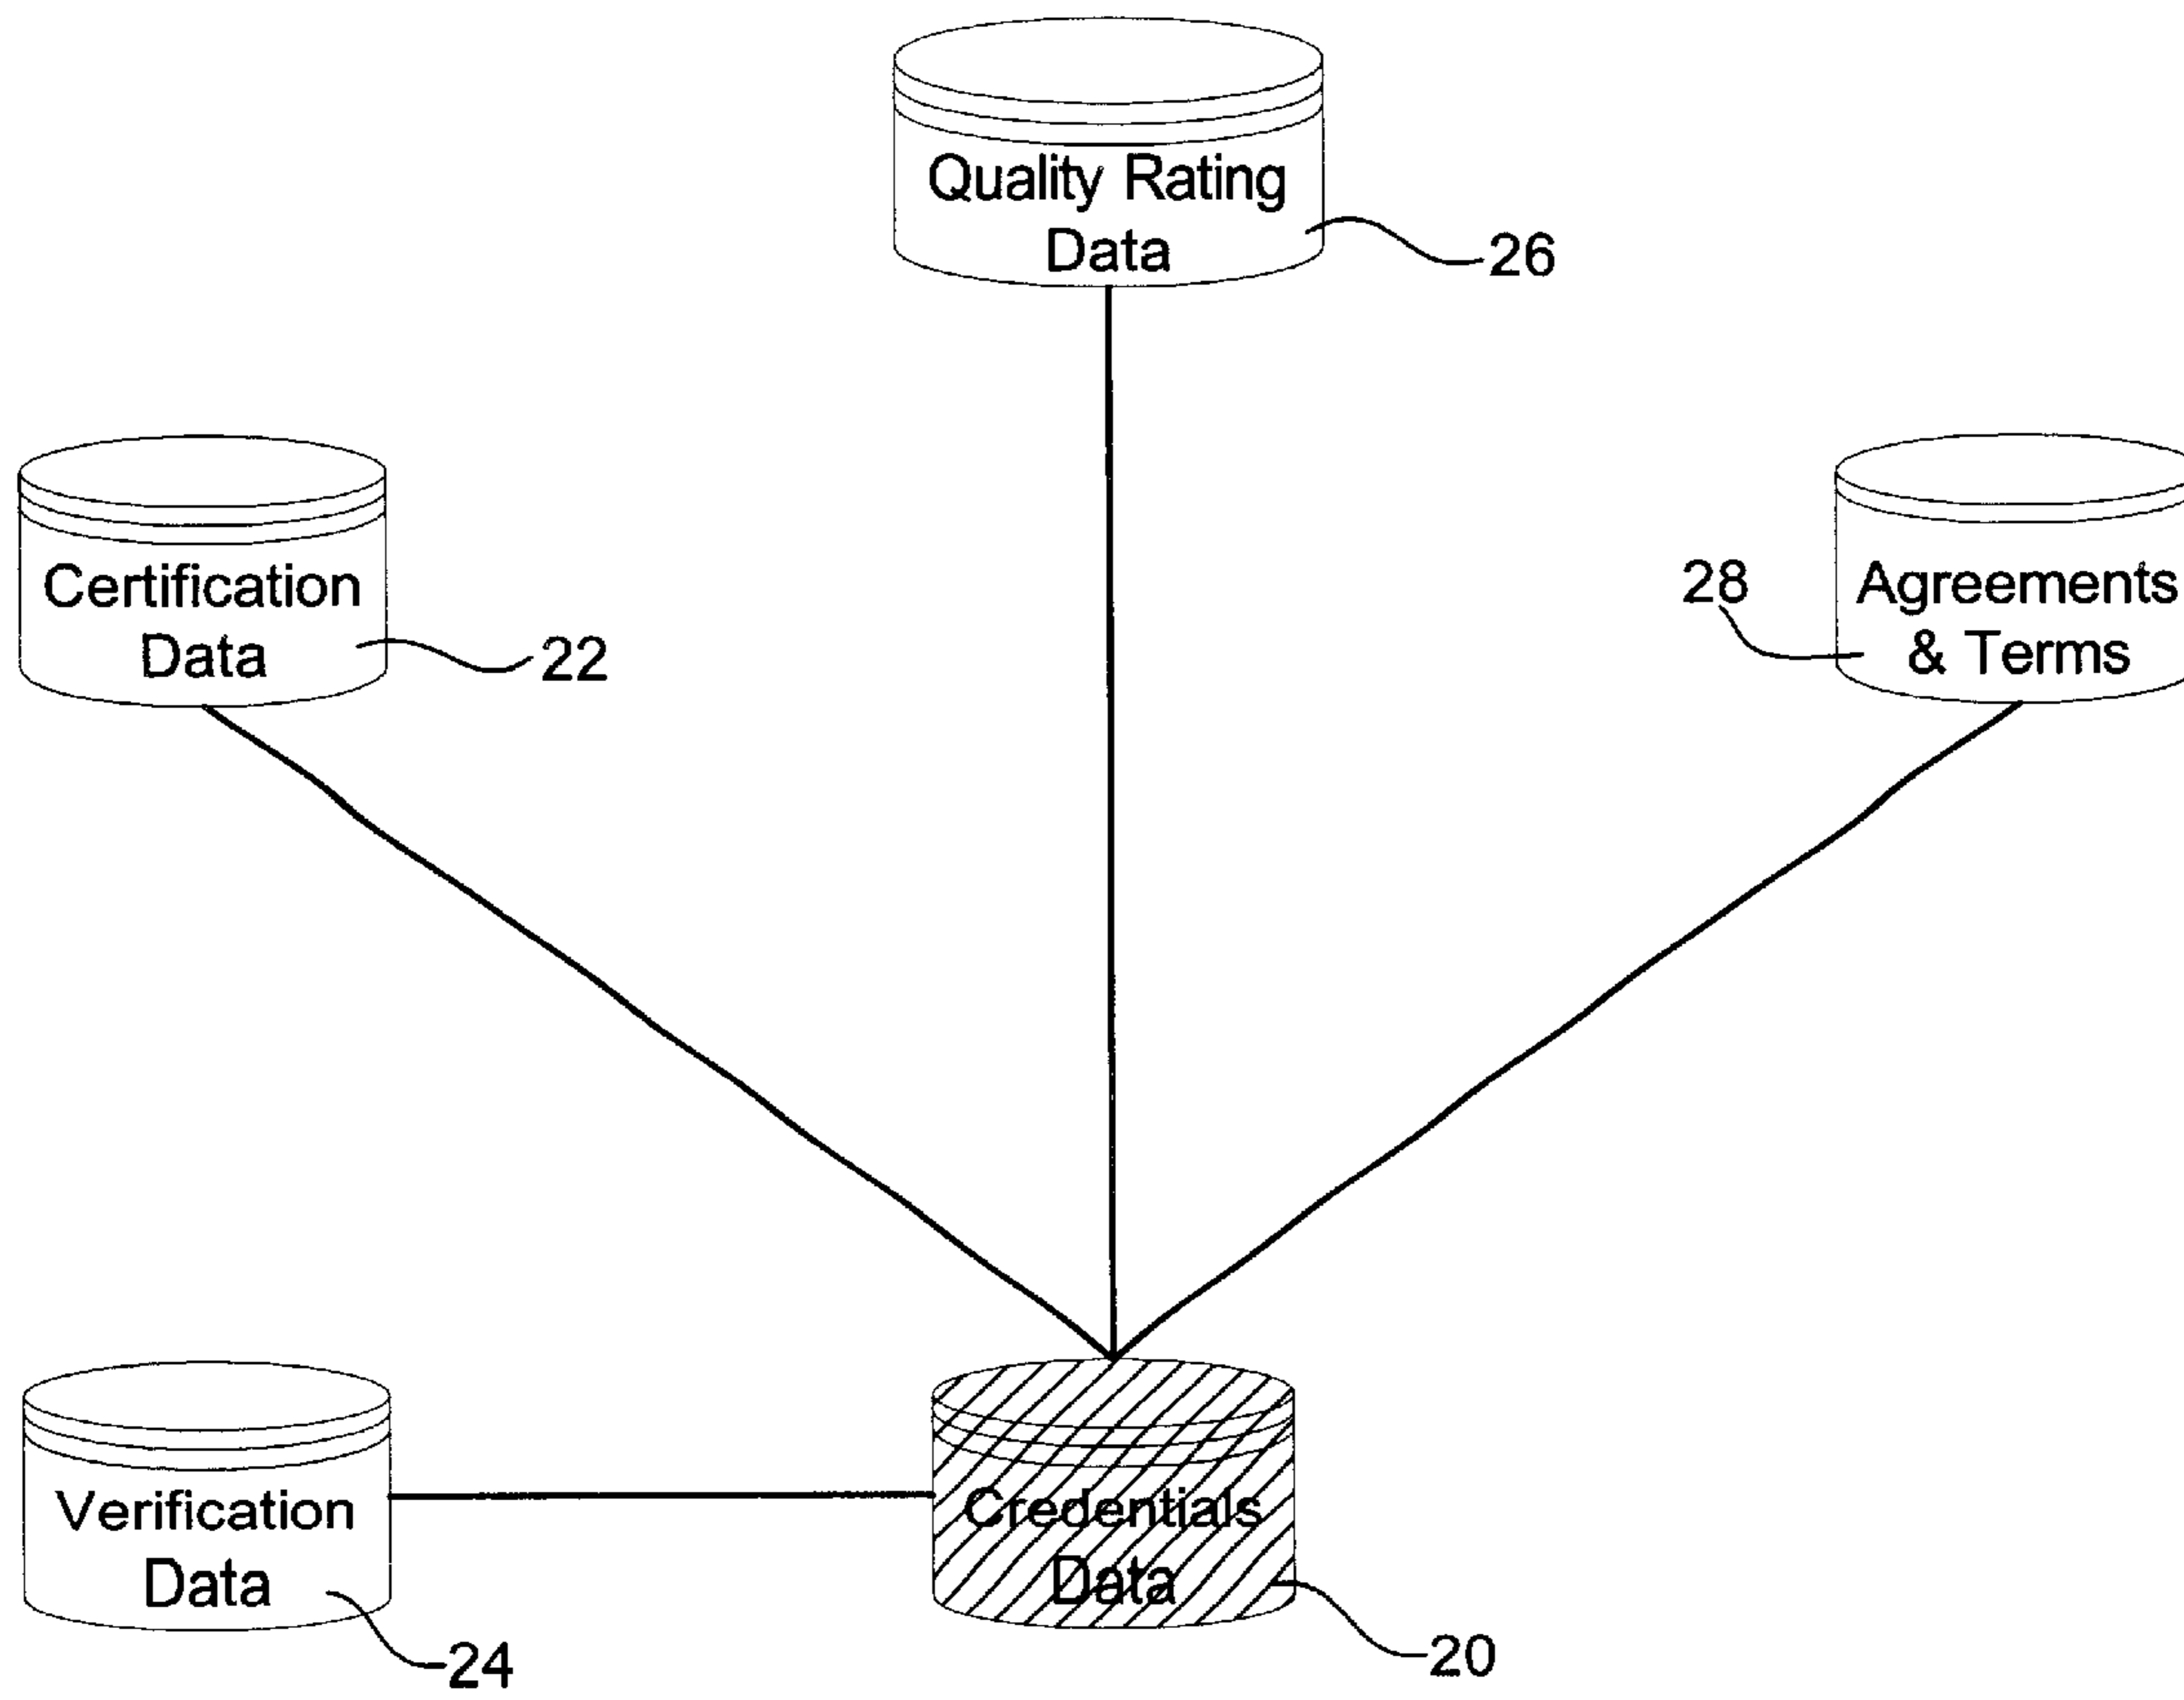 Quality Rating
Data
26
Certification
Data
22
28
Agreements
& Terms
Verification
Data
24
Credentials
Data
20